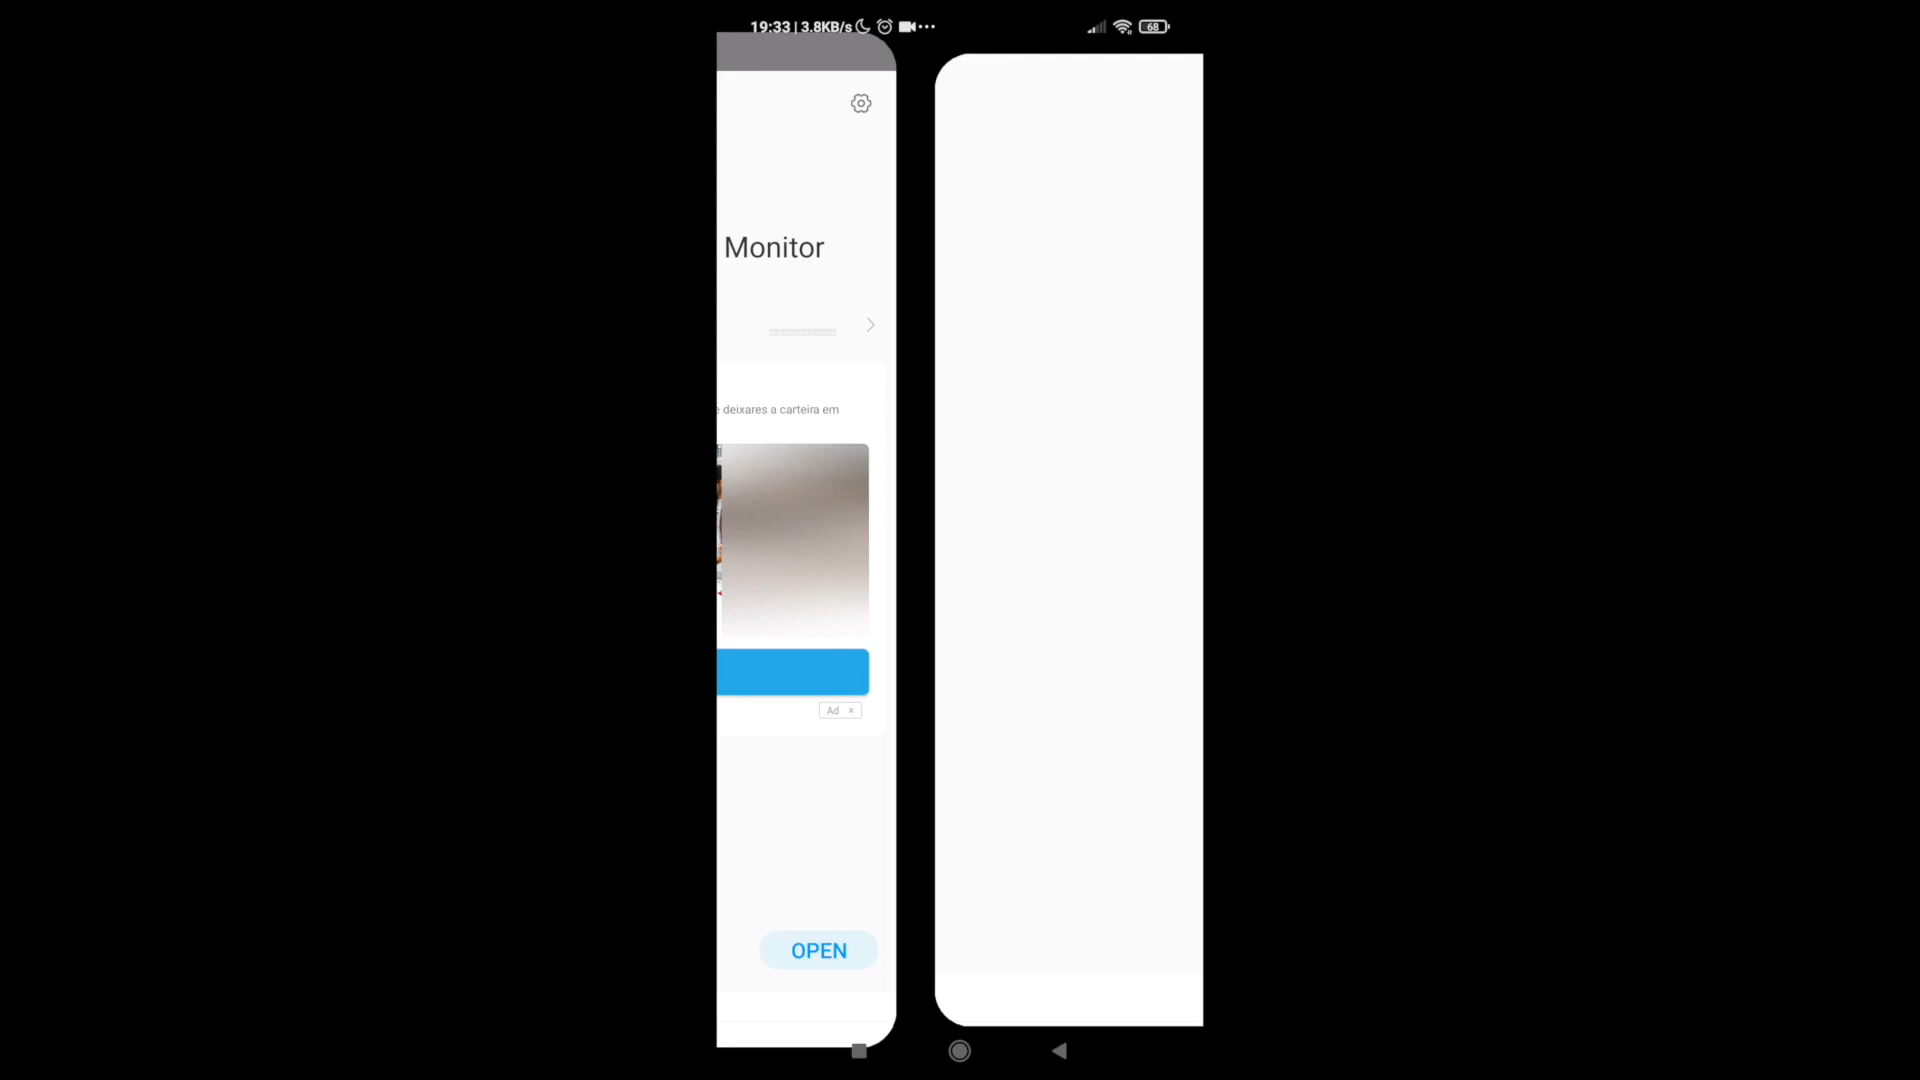 19:33 | 3.8KB/s
68
Monitor
deixares a carteira em
Ad ×
OPEN